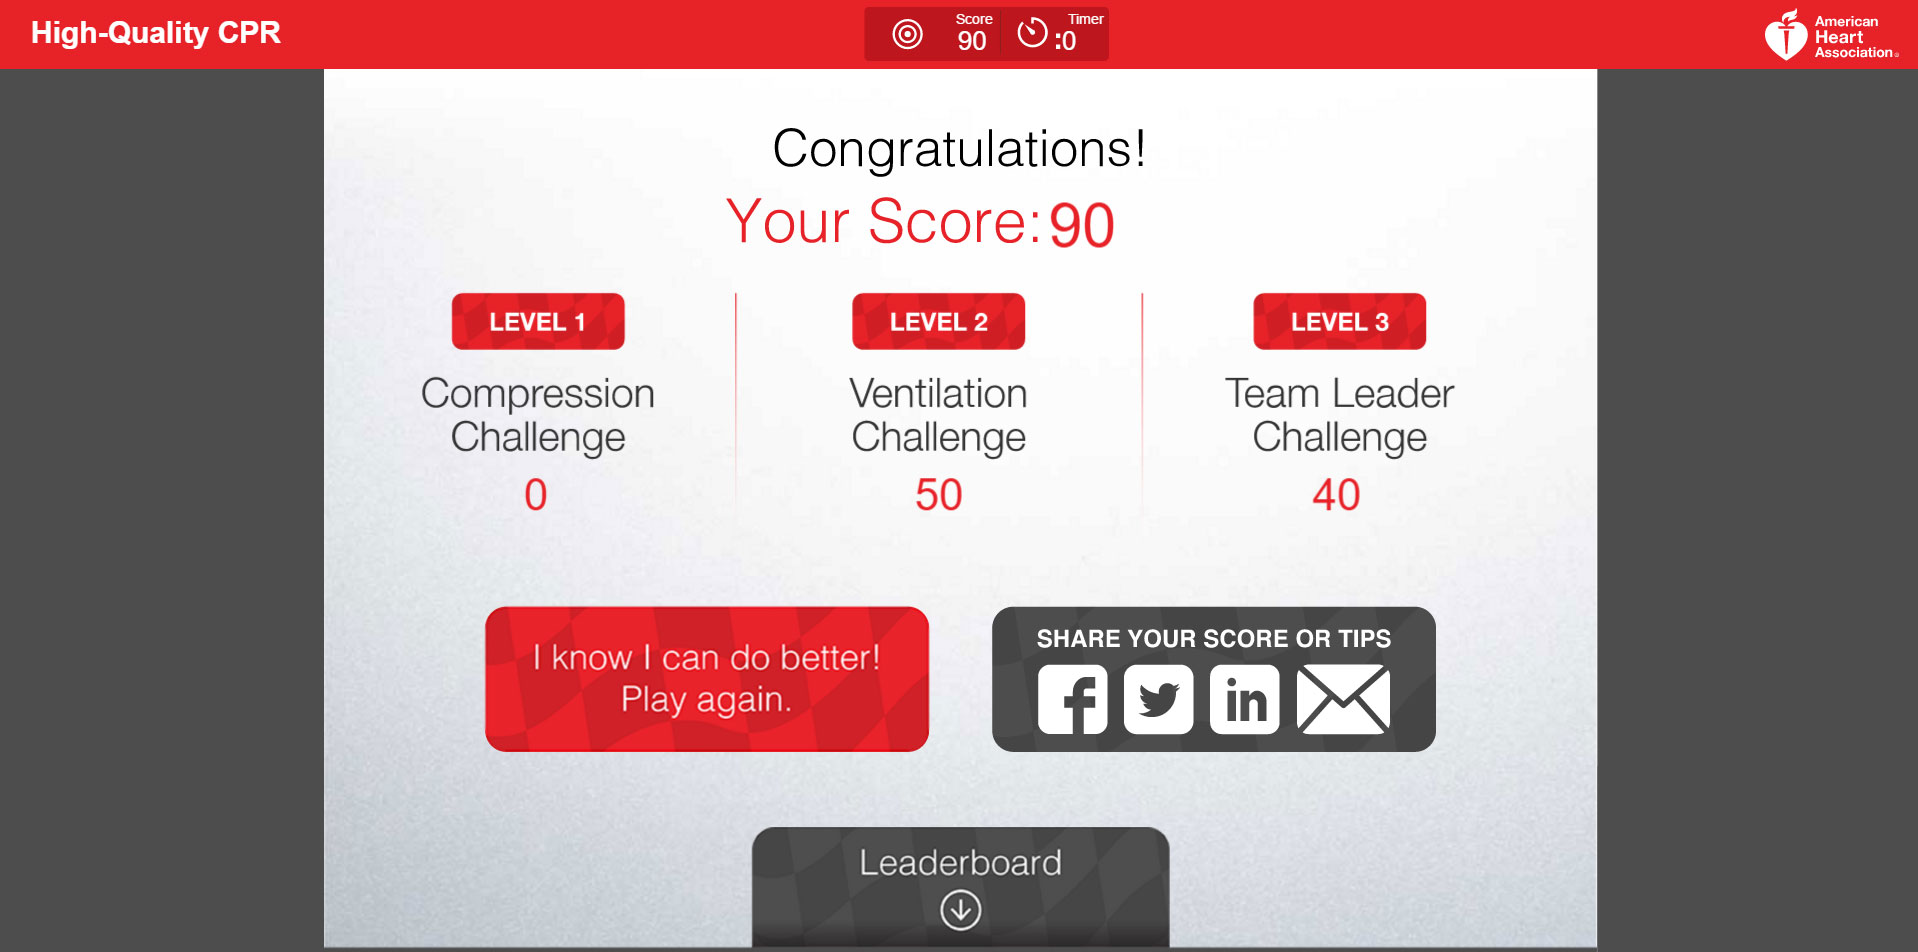 High-Quality CPR
Score
90
Timer
:0
American
Heart
Association®
Congratulations!
Your Score: 90
LEVEL 1
Compression
Challenge
0
LEVEL 2
Ventilation
Challenge
50
LEVEL 3
Team Leader
Challenge
40
I know I can do better!
Play again.
SHARE YOUR SCORE OR TIPS
f
in
Leaderboard